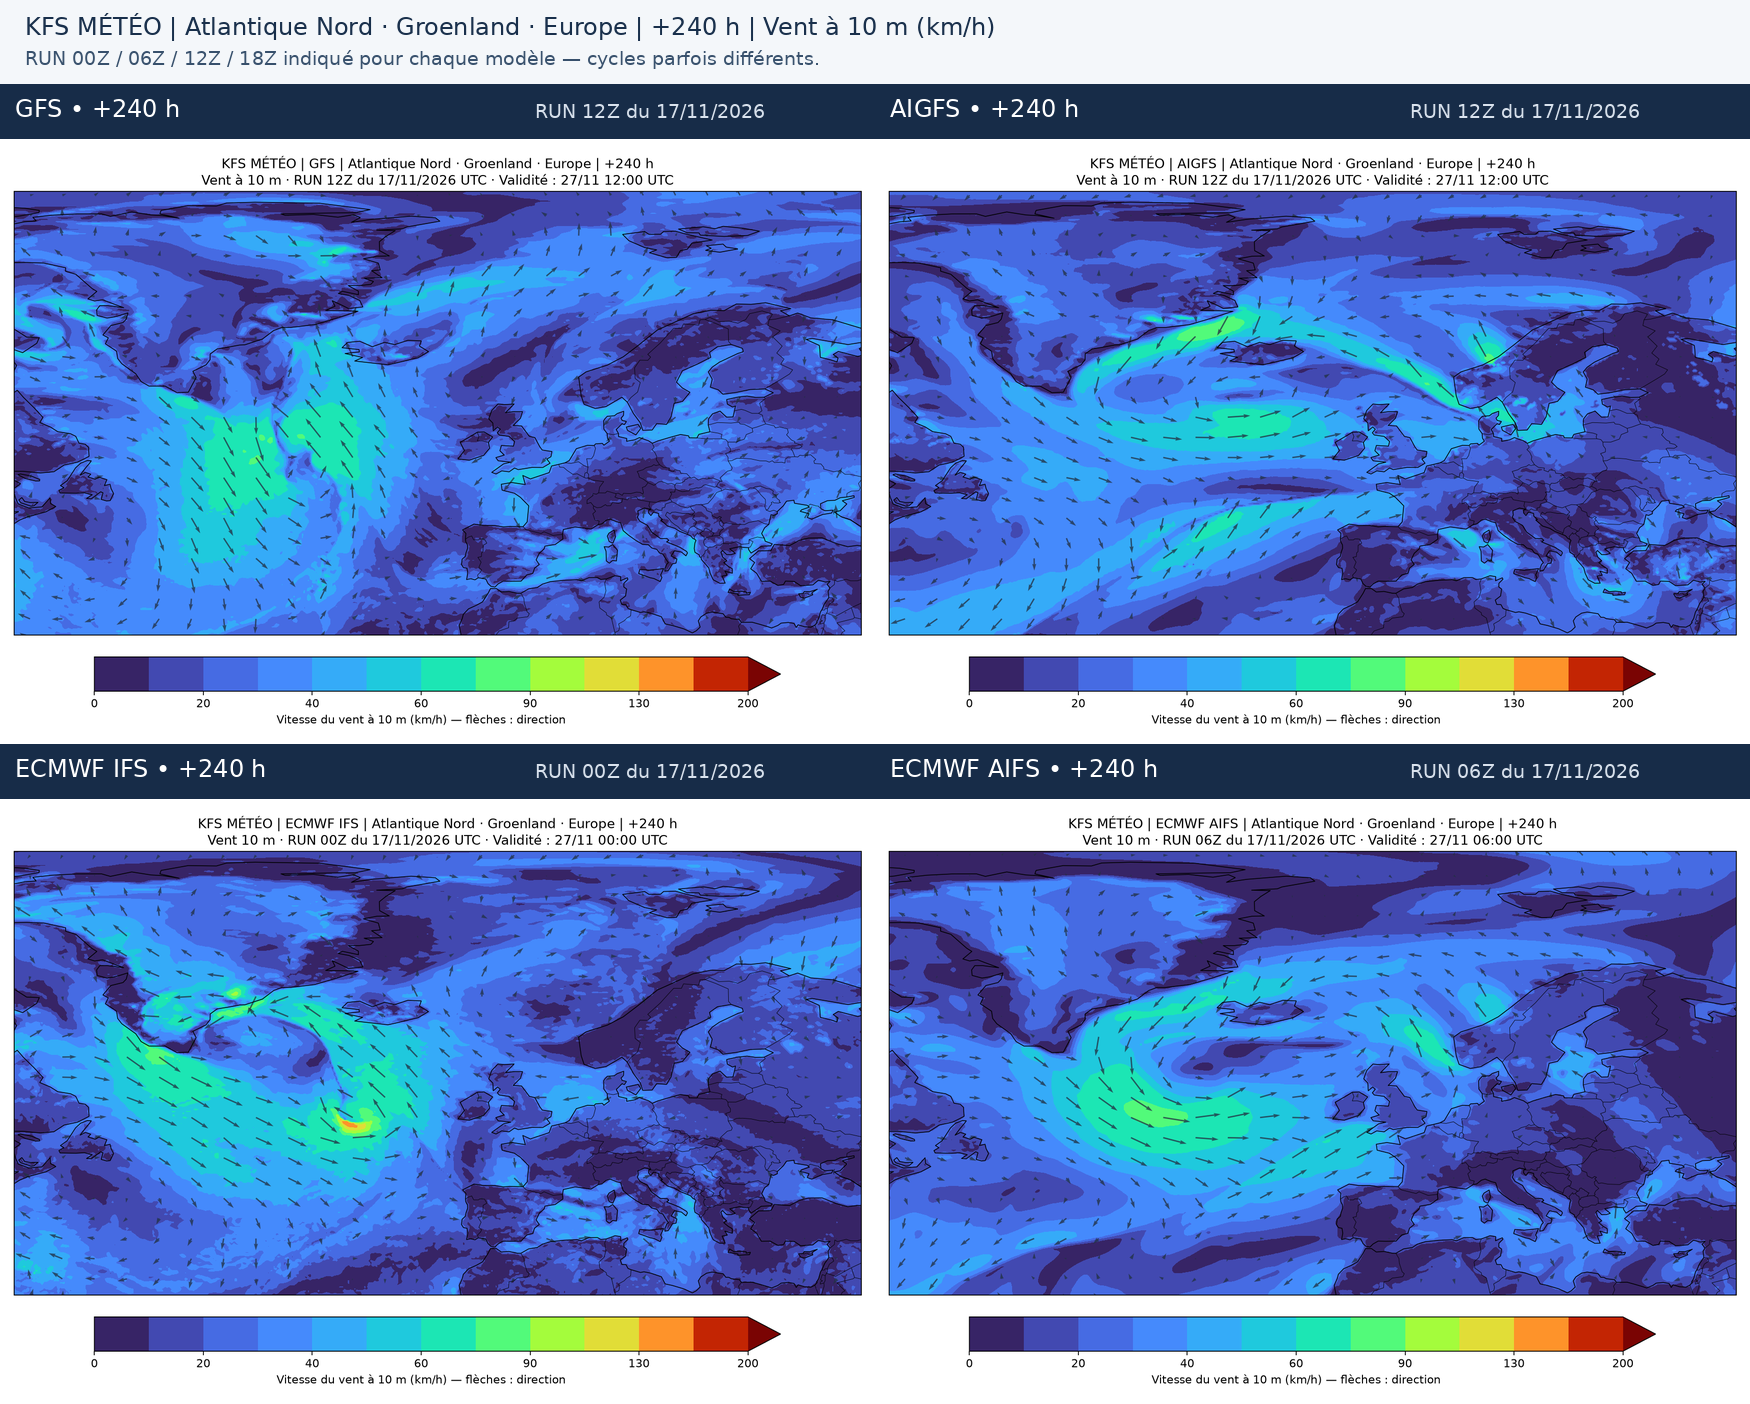 KFS MÉTÉO | Atlantique Nord · Groenland · Europe | +240 h | Vent à 10 m (km/h)
RUN 00Z / 06Z / 12Z / 18Z indiqué pour chaque modèle — cycles parfois différents.
GFS • +240 h RUN 12Z du 17/11/2026
KFS MÉTÉO | GFS | Atlantique Nord · Groenland · Europe | +240 h
Vent à 10 m · RUN 12Z du 17/11/2026 UTC · Validité : 27/11 12:00 UTC
0 20 40 60 90 130 200
Vitesse du vent à 10 m (km/h) — flèches : direction
AIGFS • +240 h RUN 12Z du 17/11/2026
KFS MÉTÉO | AIGFS | Atlantique Nord · Groenland · Europe | +240 h
Vent à 10 m · RUN 12Z du 17/11/2026 UTC · Validité : 27/11 12:00 UTC
0 20 40 60 90 130 200
Vitesse du vent à 10 m (km/h) — flèches : direction
ECMWF IFS • +240 h RUN 00Z du 17/11/2026
KFS MÉTÉO | ECMWF IFS | Atlantique Nord · Groenland · Europe | +240 h
Vent 10 m · RUN 00Z du 17/11/2026 UTC · Validité : 27/11 00:00 UTC
0 20 40 60 90 130 200
Vitesse du vent à 10 m (km/h) — flèches : direction
ECMWF AIFS • +240 h RUN 06Z du 17/11/2026
KFS MÉTÉO | ECMWF AIFS | Atlantique Nord · Groenland · Europe | +240 h
Vent 10 m · RUN 06Z du 17/11/2026 UTC · Validité : 27/11 06:00 UTC
0 20 40 60 90 130 200
Vitesse du vent à 10 m (km/h) — flèches : direction